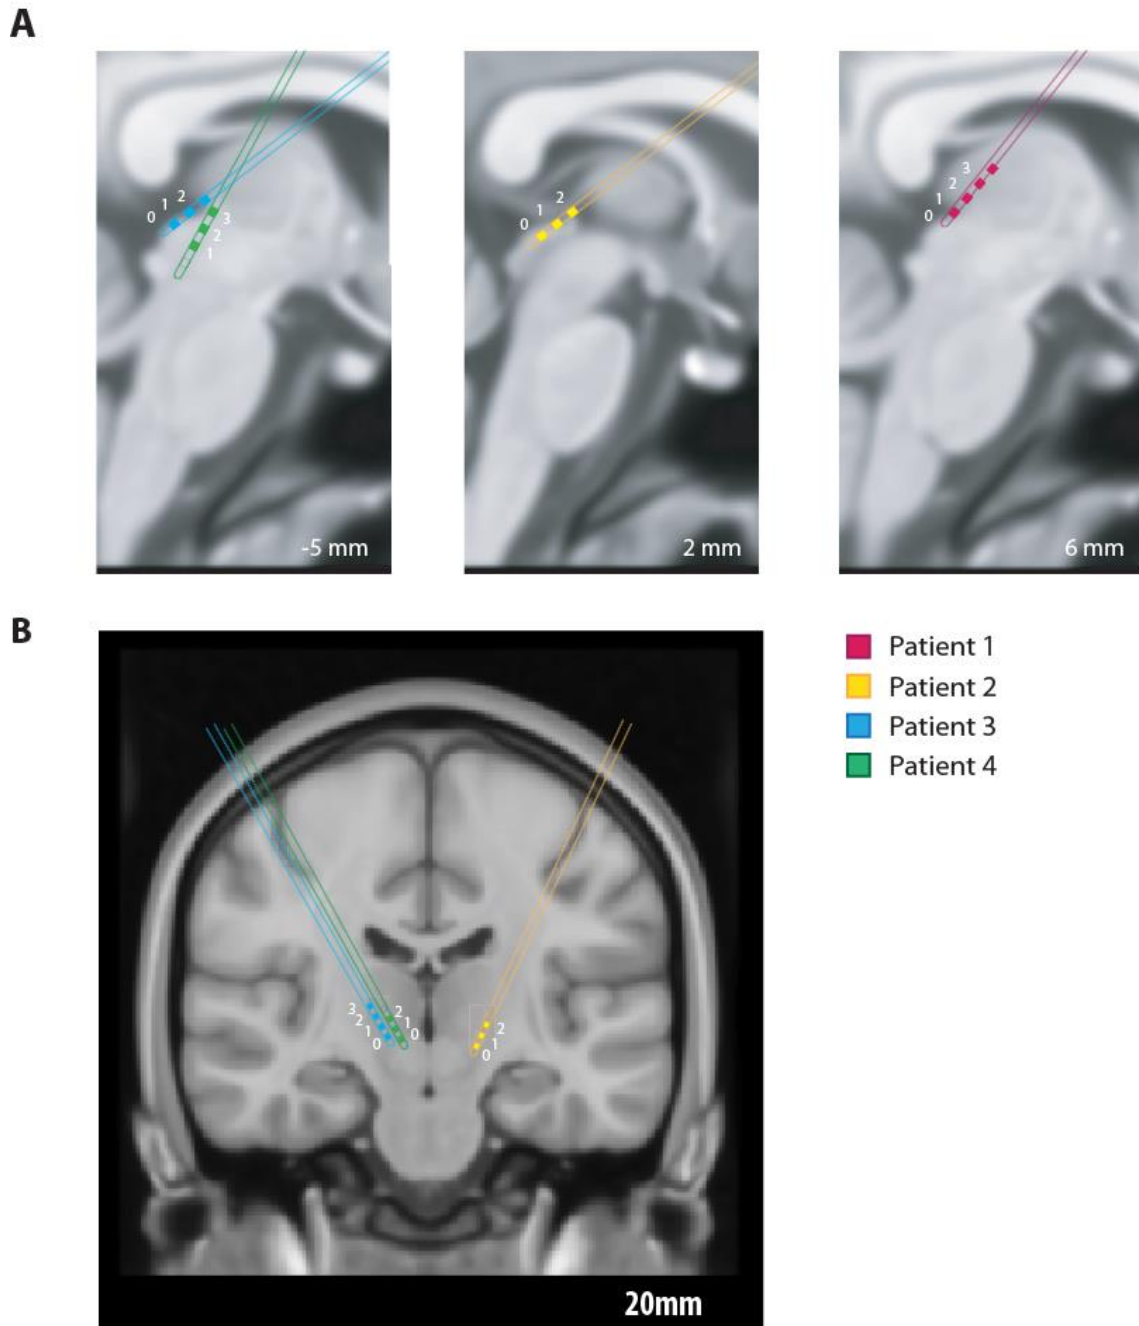 A
0 1 2
3
2
1
-5 mm
0 1 2
2 mm
0 1 2 3
6 mm
B
Patient 1
Patient 2
Patient 3
Patient 4
3 2 1 0
2 1 0
2
1
0
20mm